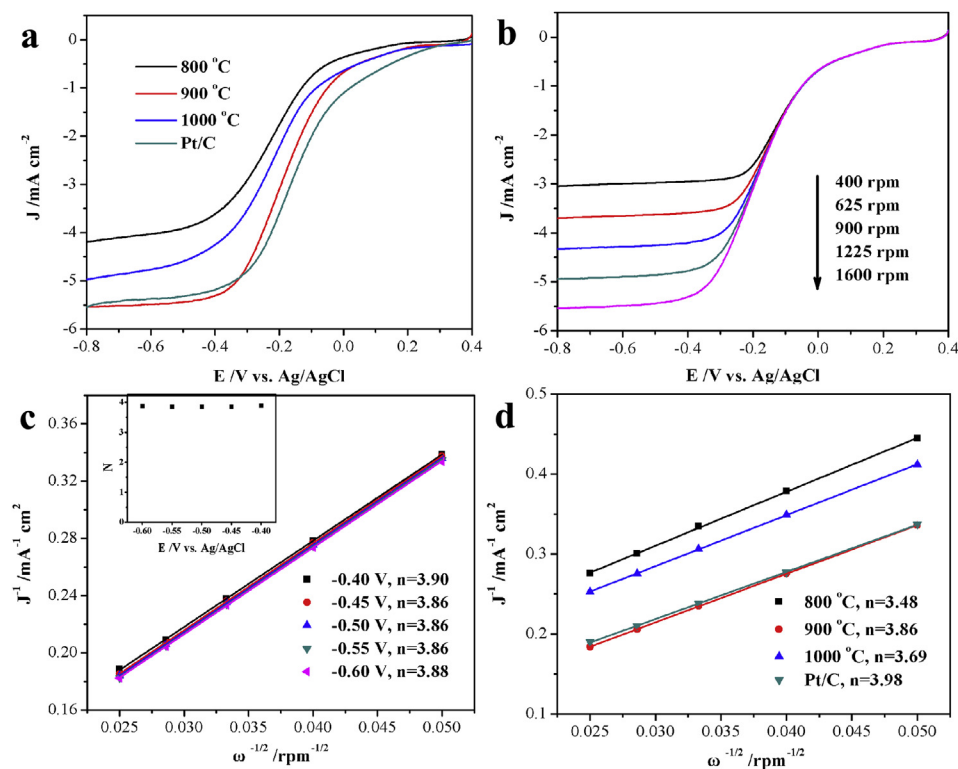 a
800 °C
900 °C
1000 °C
Pt/C
J /mA cm⁻²
0
-1
-2
-3
-4
-5
-6
-0.8 -0.6 -0.4 -0.2 0.0 0.2 0.4
E /V vs. Ag/AgCl
b
400 rpm
625 rpm
900 rpm
1225 rpm
1600 rpm
J /mA cm⁻²
0
-1
-2
-3
-4
-5
-6
-0.8 -0.6 -0.4 -0.2 0.0 0.2 0.4
E /V vs. Ag/AgCl
c
N
4
3
2
1
0
-0.60 -0.55 -0.50 -0.45 -0.40
E /V vs. Ag/AgCl
-0.40 V, n=3.90
-0.45 V, n=3.86
-0.50 V, n=3.86
-0.55 V, n=3.86
-0.60 V, n=3.88
J⁻¹ /mA⁻¹ cm²
0.36
0.32
0.28
0.24
0.20
0.16
0.025 0.030 0.035 0.040 0.045 0.050
ω⁻¹/² /rpm⁻¹/²
d
800 °C, n=3.48
900 °C, n=3.86
1000 °C, n=3.69
Pt/C, n=3.98
J⁻¹ /mA⁻¹ cm²
0.5
0.4
0.3
0.2
0.1
0.025 0.030 0.035 0.040 0.045 0.050
ω⁻¹/² /rpm⁻¹/²